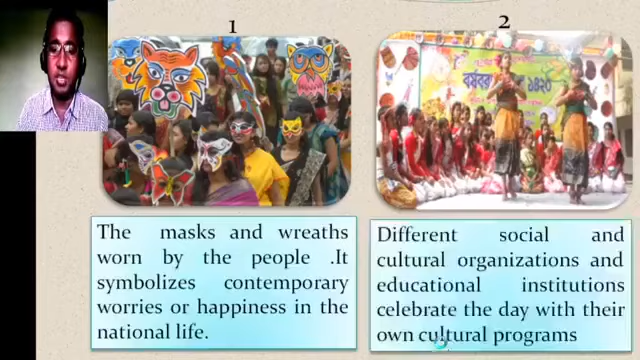 1
The masks and wreaths
worn by the people .It
symbolizes contemporary
worries or happiness in the
national life.
2
১৪২০
Different social and
cultural organizations and
educational institutions
celebrate the day with their
own cultural programs